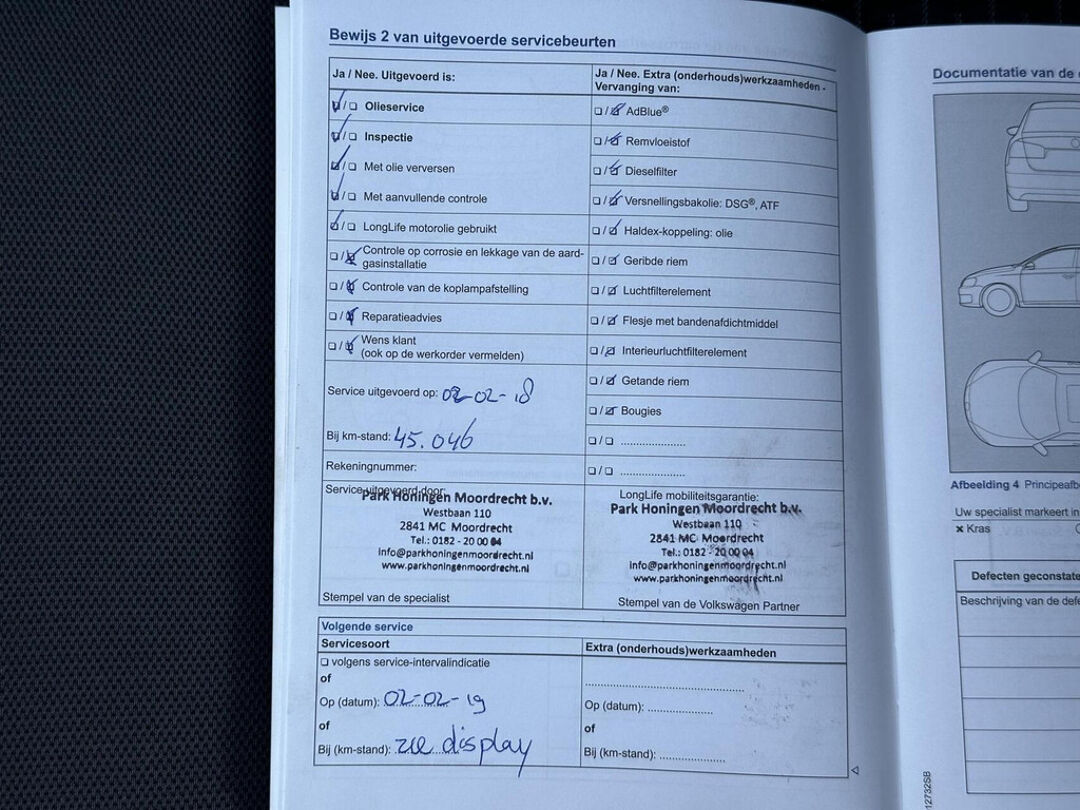 Bewijs 2 van uitgevoerde servicebeurten
Ja / Nee. Uitgevoerd is:
Olieservice
Inspectie
Met olie verversen
Met aanvullende controle
LongLife motorolie gebruikt
Controle op corrosie en lekkage van de aard-
gasinstallatie
Controle van de koplampafstelling
Reparatieadvies
Wens klant
(ook op de werkorder vermelden)
Service uitgevoerd op: 02-02-18
Bij km-stand: 45.046
Rekeningnummer:
Service uitgevoerd door:
Park Honingen Moordrecht b.v.
Westbaan 110
2841 MC Moordrecht
Tel.: 0182 - 20 00 04
info@parkhoningenmoordrecht.nl
www.parkhoningenmoordrecht.nl
Stempel van de specialist
Ja / Nee. Extra (onderhouds)werkzaamheden -
Vervanging van:
AdBlue®
Remvloeistof
Dieselfilter
Versnellingsbakolie: DSG®, ATF
Haldex-koppeling: olie
Geribde riem
Luchtfilterelement
Flesje met bandenafdichtmiddel
Interieurluchtfilterelement
Getande riem
Bougies
LongLife mobiliteitsgarantie:
Park Honingen Moordrecht b.v.
Westbaan 110
2841 MC Moordrecht
Tel.: 0182 - 20 00 04
info@parkhoningenmoordrecht.nl
www.parkhoningenmoordrecht.nl
Stempel van de Volkswagen Partner
Volgende service
Servicesoort
volgens service-intervalindicatie
of
Op (datum): 02-02-19
of
Bij (km-stand): zie display
Extra (onderhouds)werkzaamheden
Op (datum):
of
Bij (km-stand):
Documentatie van de
Afbeelding 4 Principeafb
Uw specialist markeert in
× Kras
Defecten geconstate
Beschrijving van de defe
12732SB